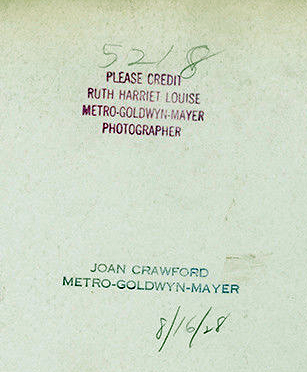 5218
PLEASE CREDIT
RUTH HARRIET LOUISE
METRO-GOLDWYN-MAYER
PHOTOGRAPHER
JOAN CRAWFORD
METRO-GOLDWYN-MAYER
8/16/28